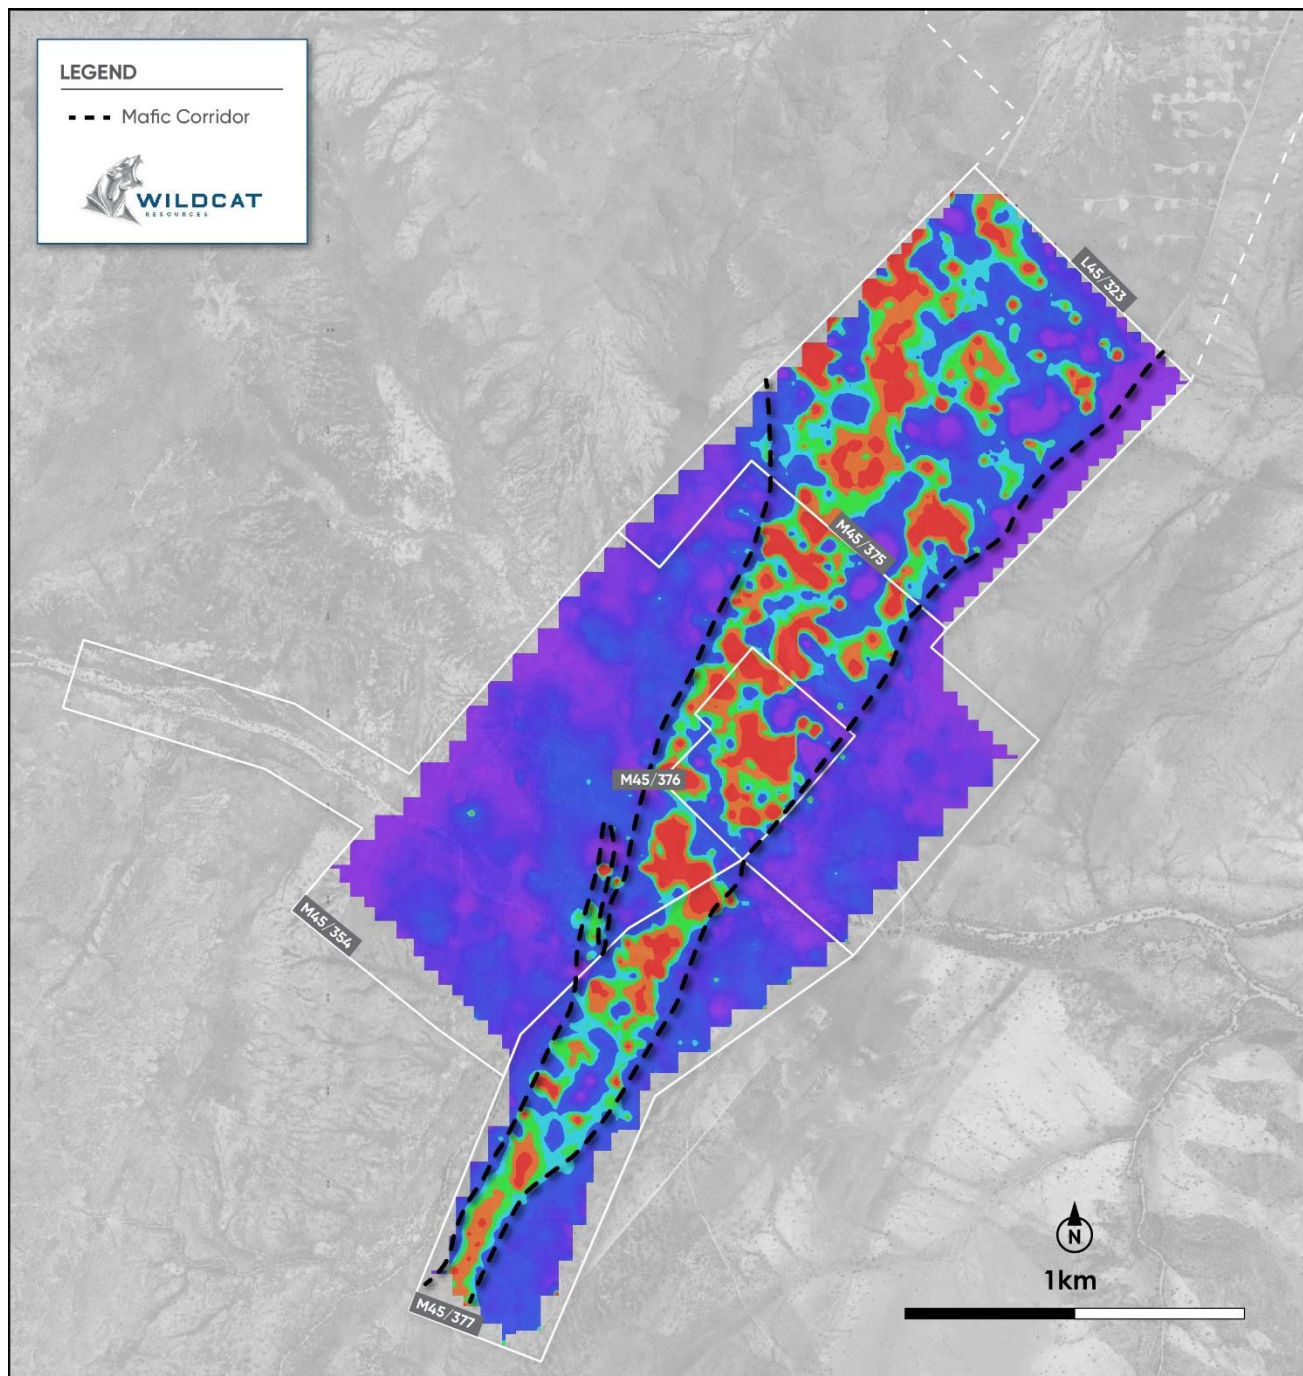 LEGEND
Mafic Corridor
WILDCAT
RESOURCES
L45/323
M45/375
M45/376
M45/354
N
1km
M45/377